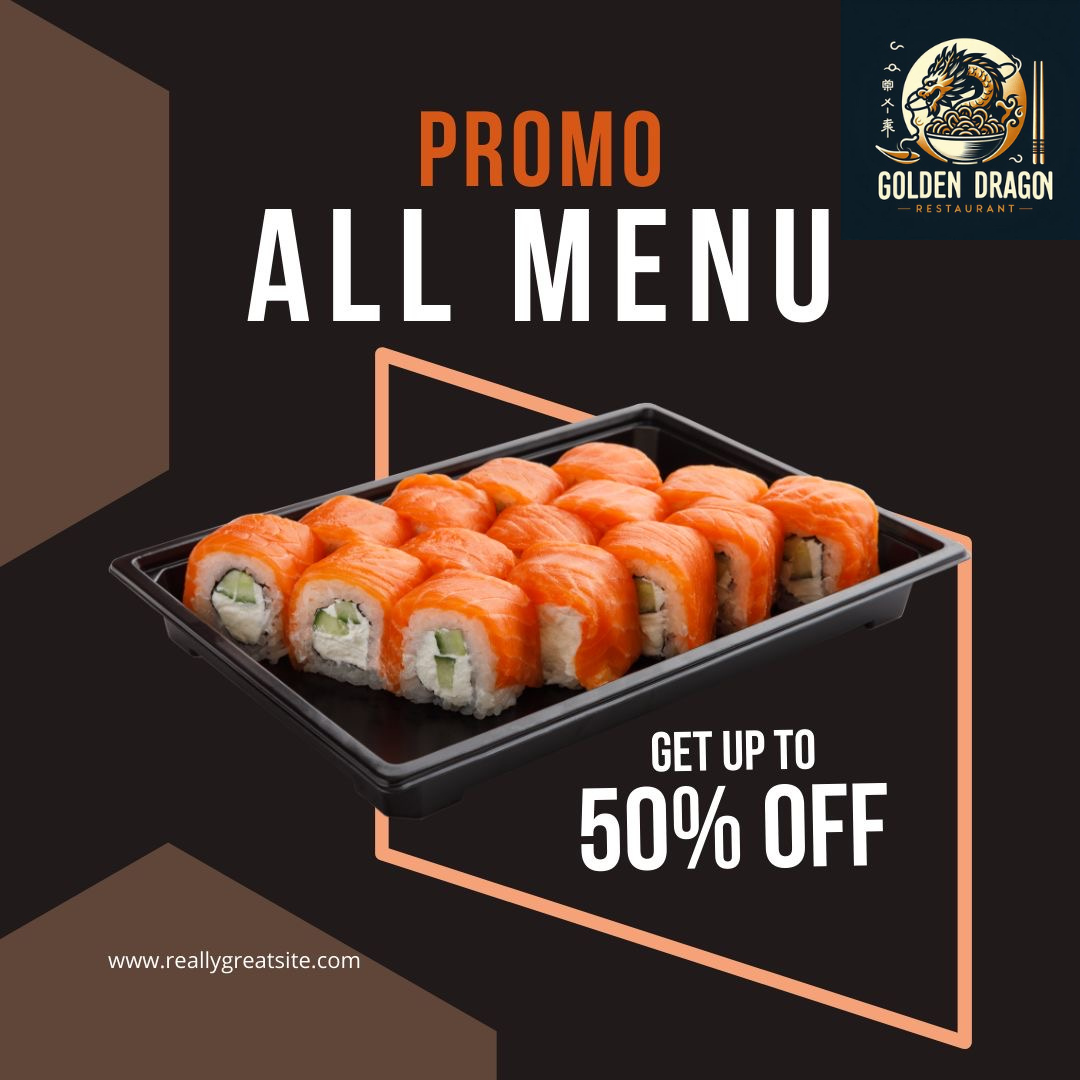 PROMO
ALL MENU
GOLDEN DRAGON
RESTAURANT
GET UP TO
50% OFF
www.reallygreatsite.com